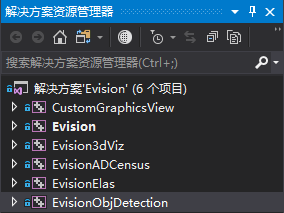 解决方案资源管理器
搜索解决方案资源管理器(Ctrl+;)
解决方案'Evision' (6 个项目)
CustomGraphicsView
Evision
Evision3dViz
EvisionADCensus
EvisionElas
EvisionObjDetection